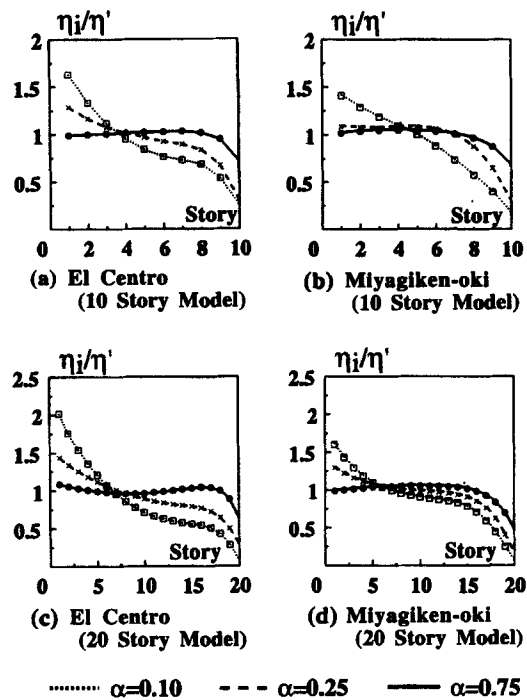 ηi/η' ηi/η'
2 2
1.5 1.5
1 1
0.5 0.5
Story Story
0 2 4 6 8 10 0 2 4 6 8 10
(a) El Centro (b) Miyagiken-oki
(10 Story Model) (10 Story Model)
ηi/η' ηi/η'
2.5 2.5
2 2
1.5 1.5
1 1
0.5 0.5
Story Story
0 5 10 15 20 0 5 10 15 20
(c) El Centro (d) Miyagiken-oki
(20 Story Model) (20 Story Model)
α=0.10 α=0.25 α=0.75